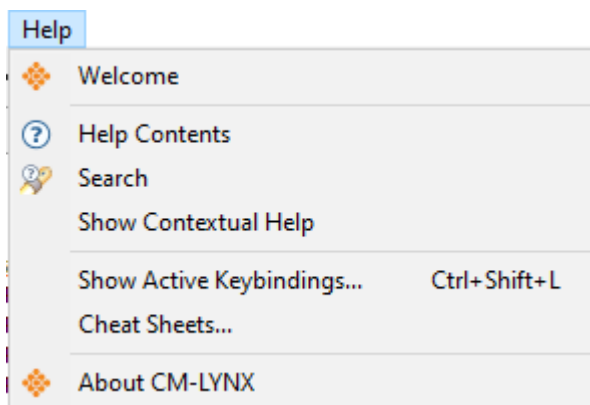 Help
Welcome
Help Contents
Search
Show Contextual Help
Show Active Keybindings... Ctrl+Shift+L
Cheat Sheets...
About CM-LYNX